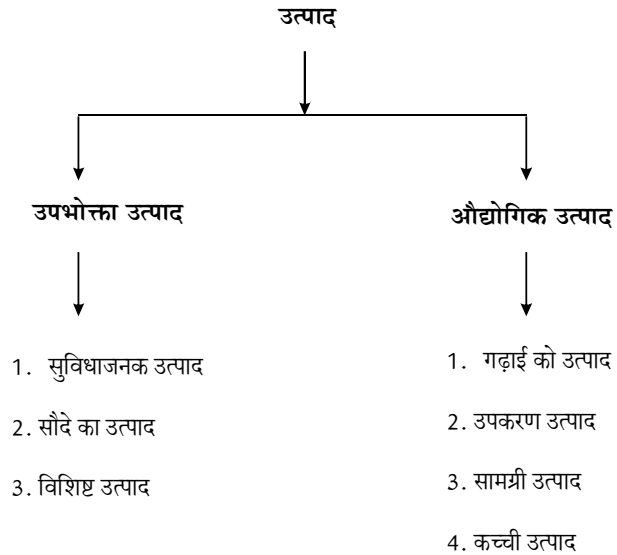 उत्पाद
उपभोक्ता उत्पाद
1. सुविधाजनक उत्पाद
2. सौदे का उत्पाद
3. विशिष्ट उत्पाद
औद्योगिक उत्पाद
1. गढ़ाई को उत्पाद
2. उपकरण उत्पाद
3. सामग्री उत्पाद
4. कच्ची उत्पाद